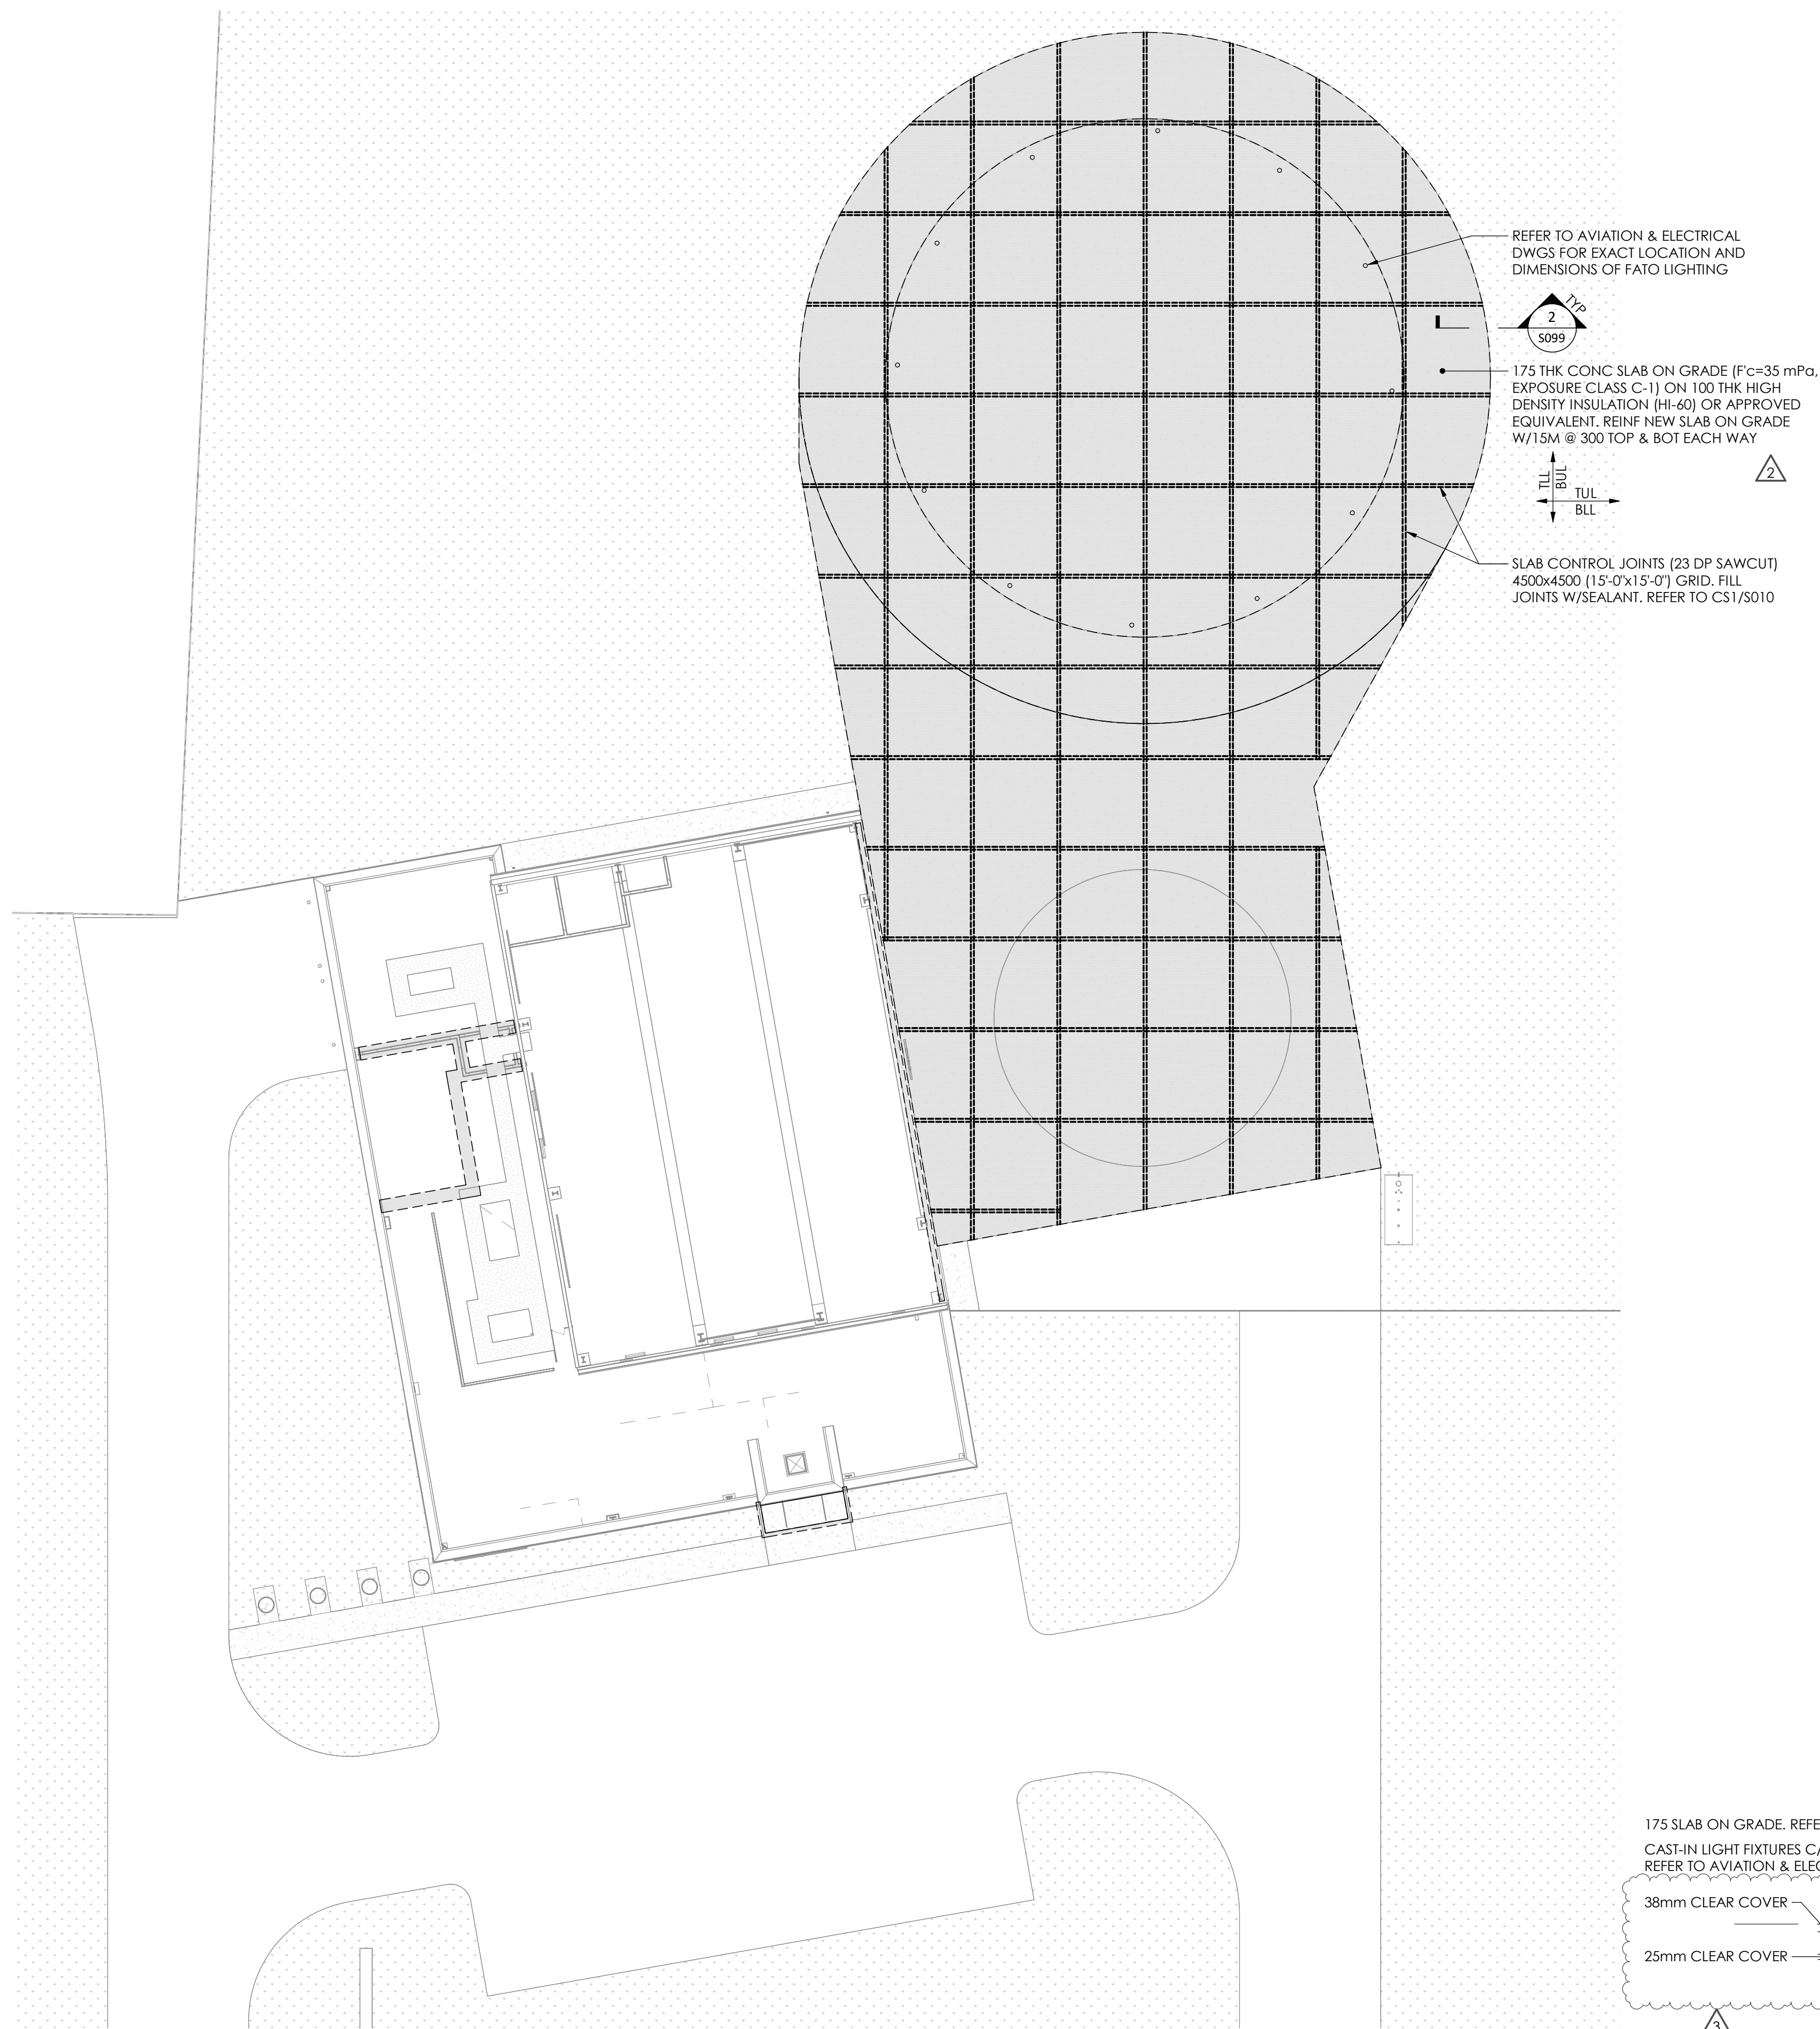 REFER TO AVIATION & ELECTRICAL
DWGS FOR EXACT LOCATION AND
DIMENSIONS OF FATO LIGHTING
TYP
2
S099
175 THK CONC SLAB ON GRADE (F'c=35 mPa,
EXPOSURE CLASS C-1) ON 100 THK HIGH
DENSITY INSULATION (HI-60) OR APPROVED
EQUIVALENT. REINF NEW SLAB ON GRADE
W/15M @ 300 TOP & BOT EACH WAY
2
TLL
BUL
TUL
BLL
SLAB CONTROL JOINTS (23 DP SAWCUT)
4500x4500 (15'-0"x15'-0") GRID. FILL
JOINTS W/SEALANT. REFER TO CS1/S010
175 SLAB ON GRADE. REFE
CAST-IN LIGHT FIXTURES C/
REFER TO AVIATION & ELEC
38mm CLEAR COVER
25mm CLEAR COVER
3